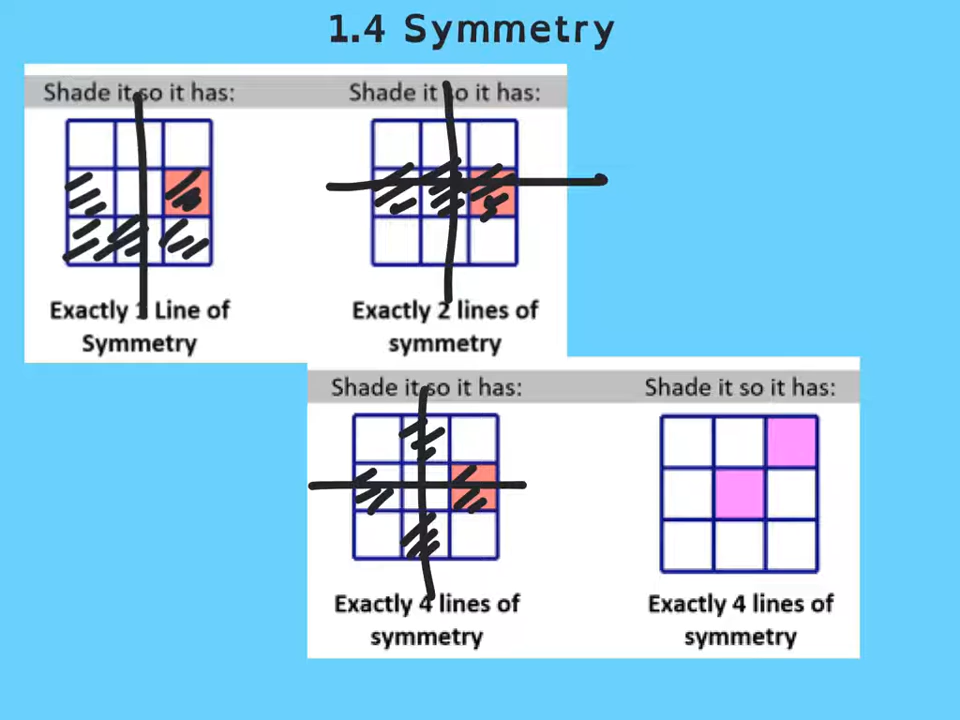 1.4 Symmetry
Shade it so it has:
Shade it so it has:
Exactly 1 Line of
Symmetry
Exactly 2 lines of
symmetry
Shade it so it has:
Shade it so it has:
Exactly 4 lines of
symmetry
Exactly 4 lines of
symmetry